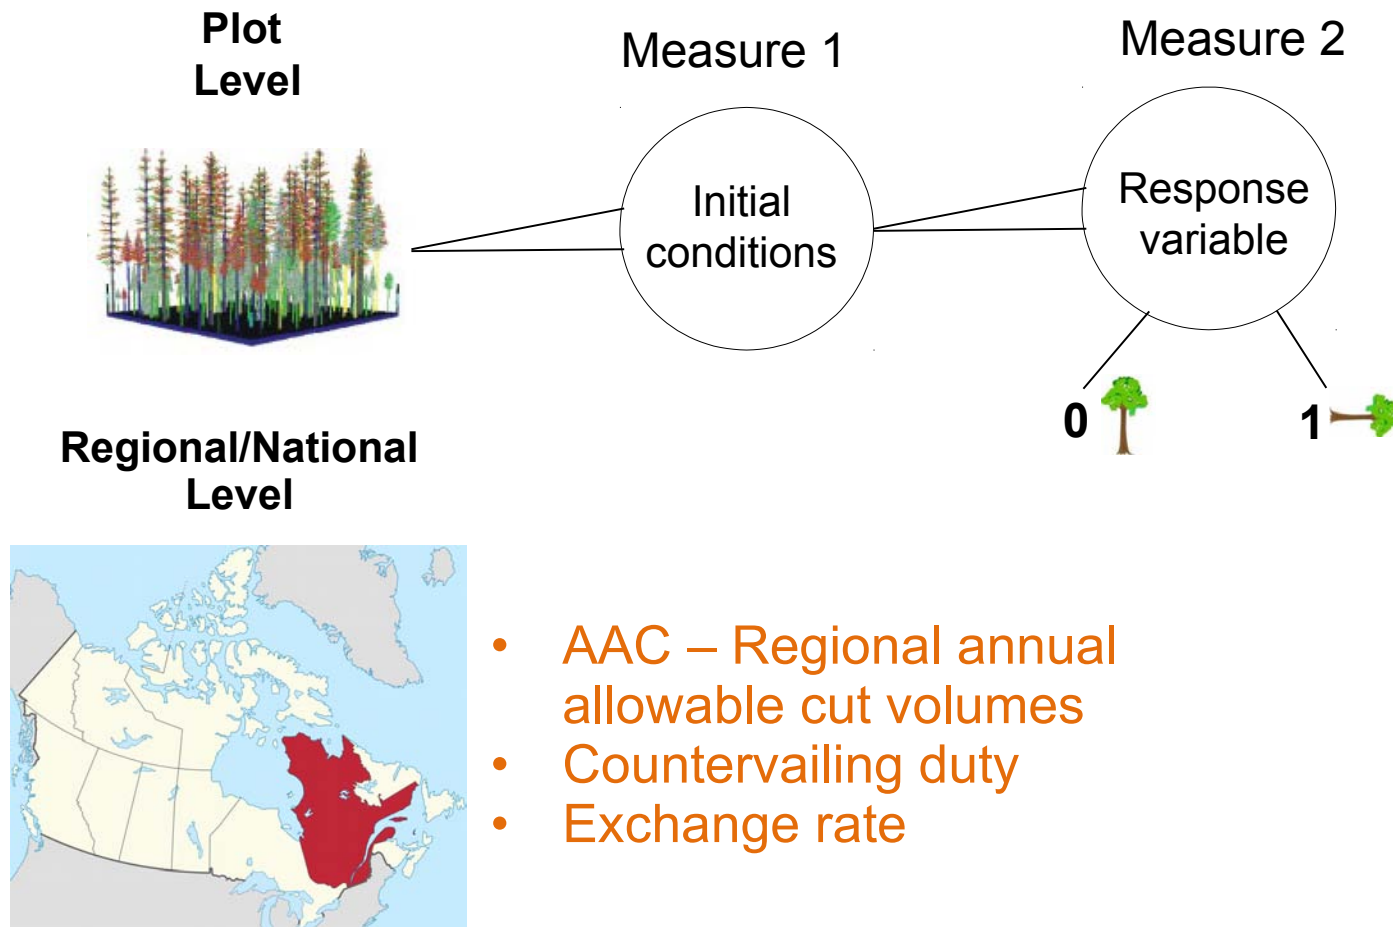 Plot
Level
Measure 1
Measure 2
Initial
conditions
Response
variable
0
1
Regional/National
Level
• AAC – Regional annual
allowable cut volumes
• Countervailing duty
• Exchange rate